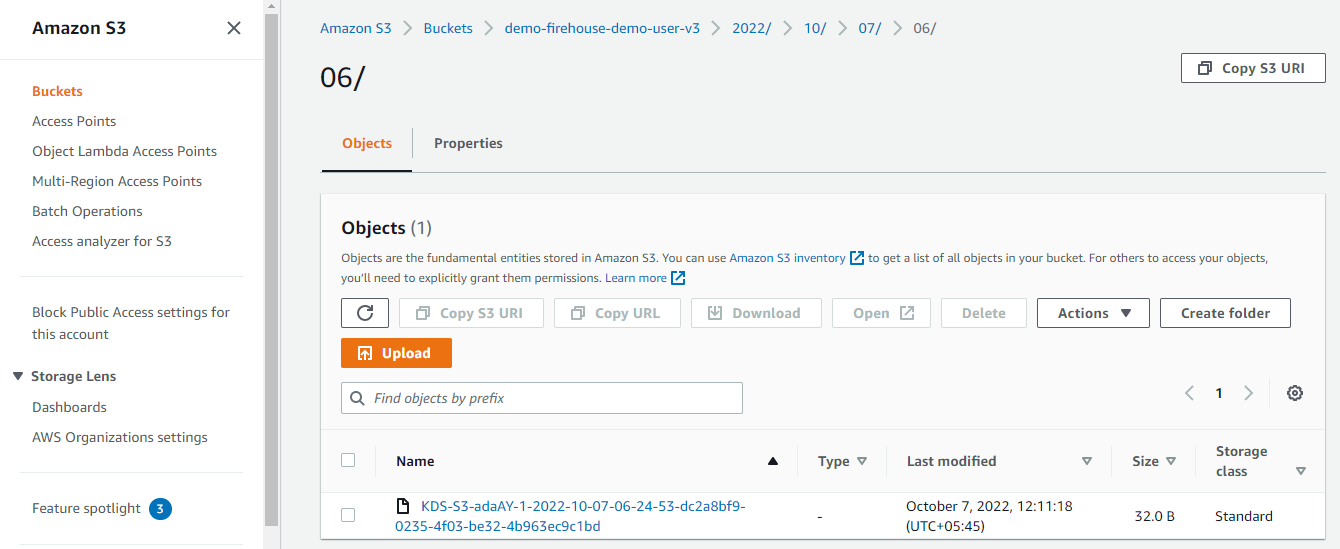 Amazon S3
Buckets
Access Points
Object Lambda Access Points
Multi-Region Access Points
Batch Operations
Access analyzer for S3
Block Public Access settings for
this account
Storage Lens
Dashboards
AWS Organizations settings
Feature spotlight 3
Amazon S3 Buckets demo-firehouse-demo-user-v3 2022/ 10/ 07/ 06/
06/
Copy S3 URI
Objects Properties
Objects (1)
Objects are the fundamental entities stored in Amazon S3. You can use Amazon S3 inventory to get a list of all objects in your bucket. For others to access your objects,
you'll need to explicitly grant them permissions. Learn more
Copy S3 URI Copy URL Download Open Delete Actions Create folder
Upload
Find objects by prefix
1
Name Type Last modified Size Storage
class
KDS-S3-adaAY-1-2022-10-07-06-24-53-dc2a8bf9-
0235-4f03-be32-4b963ec9c1bd
-
October 7, 2022, 12:11:18
(UTC+05:45)
32.0 B
Standard